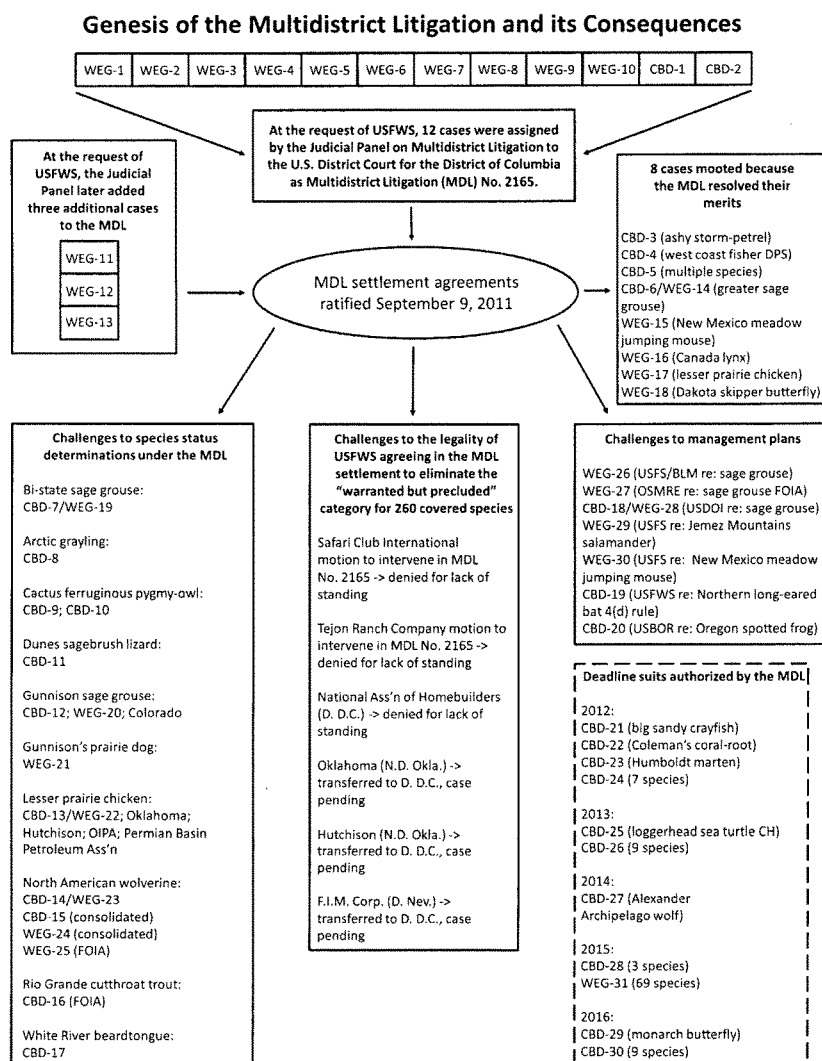 Genesis of the Multidistrict Litigation and its Consequences
WEG-1 WEG-2 WEG-3 WEG-4 WEG-5 WEG-6 WEG-7 WEG-8 WEG-9 WEG-10 CBD-1 CBD-2
At the request of USFWS, 12 cases were assigned
by the Judicial Panel on Multidistrict Litigation to
the U.S. District Court for the District of Columbia
as Multidistrict Litigation (MDL) No. 2165.
At the request of
USFWS, the Judicial
Panel later added
three additional cases
to the MDL
WEG-11
WEG-12
WEG-13
MDL settlement agreements
ratified September 9, 2011
8 cases mooted because
the MDL resolved their
merits
CBD-3 (ashy storm-petrel)
CBD-4 (west coast fisher DPS)
CBD-5 (multiple species)
CBD-6/WEG-14 (greater sage
grouse)
WEG-15 (New Mexico meadow
jumping mouse)
WEG-16 (Canada lynx)
WEG-17 (lesser prairie chicken)
WEG-18 (Dakota skipper butterfly)
Challenges to species status
determinations under the MDL
Bi-state sage grouse:
CBD-7/WEG-19
Arctic grayling:
CBD-8
Cactus ferruginous pygmy-owl:
CBD-9; CBD-10
Dunes sagebrush lizard:
CBD-11
Gunnison sage grouse:
CBD-12; WEG-20; Colorado
Gunnison's prairie dog:
WEG-21
Lesser prairie chicken:
CBD-13/WEG-22; Oklahoma;
Hutchison; OIPA; Permian Basin
Petroleum Ass'n
North American wolverine:
CBD-14/WEG-23
CBD-15 (consolidated)
WEG-24 (consolidated)
WEG-25 (FOIA)
Rio Grande cutthroat trout:
CBD-16 (FOIA)
White River beardtongue:
CBD-17
Challenges to the legality of
USFWS agreeing in the MDL
settlement to eliminate the
"warranted but precluded"
category for 260 covered species
Safari Club International
motion to intervene in MDL
No. 2165 -> denied for lack of
standing
Tejon Ranch Company motion to
intervene in MDL No. 2165 ->
denied for lack of standing
National Ass'n of Homebuilders
(D. D.C.) -> denied for lack of
standing
Oklahoma (N.D. Okla.) ->
transferred to D. D.C., case
pending
Hutchison (N.D. Okla.) ->
transferred to D. D.C., case
pending
F.I.M. Corp. (D. Nev.) ->
transferred to D. D.C., case
pending
Challenges to management plans
WEG-26 (USFS/BLM re: sage grouse)
WEG-27 (OSMRE re: sage grouse FOIA)
CBD-18/WEG-28 (USDOI re: sage grouse)
WEG-29 (USFS re: Jemez Mountains
salamander)
WEG-30 (USFS re: New Mexico meadow
jumping mouse)
CBD-19 (USFWS re: Northern long-eared
bat 4(d) rule)
CBD-20 (USBOR re: Oregon spotted frog)
Deadline suits authorized by the MDL
2012:
CBD-21 (big sandy crayfish)
CBD-22 (Coleman's coral-root)
CBD-23 (Humboldt marten)
CBD-24 (7 species)
2013:
CBD-25 (loggerhead sea turtle CH)
CBD-26 (9 species)
2014:
CBD-27 (Alexander
Archipelago wolf)
2015:
CBD-28 (3 species)
WEG-31 (69 species)
2016:
CBD-29 (monarch butterfly)
CBD-30 (9 species)